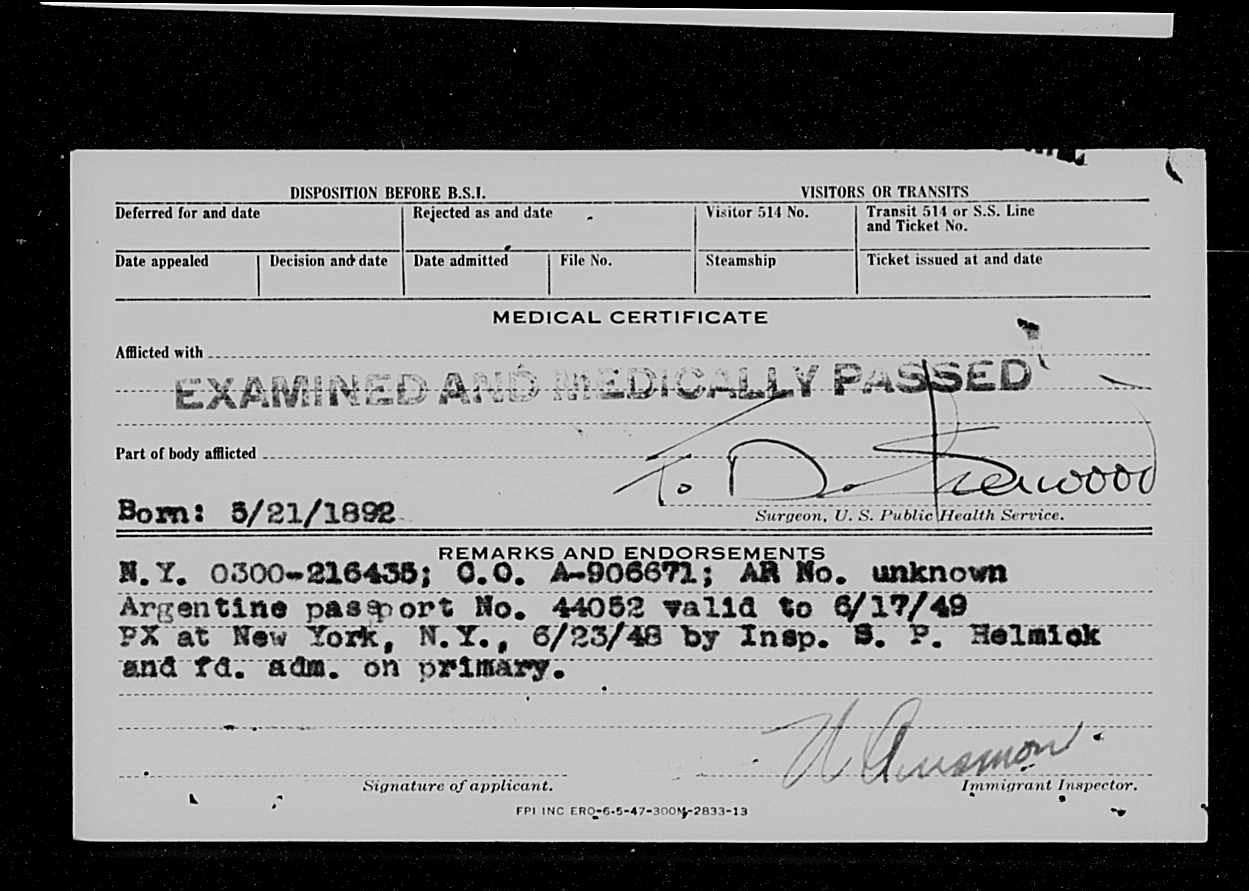 DISPOSITION BEFORE B.S.I.
VISITORS OR TRANSITS
Deferred for and date
Rejected as and date
Visitor 514 No.
Transit 514 or S.S. Line
and Ticket No.
Date appealed
Decision and date
Date admitted
File No.
Steamship
Ticket issued at and date
MEDICAL CERTIFICATE
Afflicted with
EXAMINED AND MEDICALLY PASSED
Part of body afflicted
Born: 5/21/1892
Surgeon, U. S. Public Health Service.
REMARKS AND ENDORSEMENTS
N.Y. 0300-216435; C.O. A-906671; AR No. unknown
Argentine passport No. 44052 valid to 6/17/49
PX at New York, N.Y., 6/23/48 by Insp. S. P. Helmick
and fd. adm. on primary.
Signature of applicant.
Immigrant Inspector.
FPI INC ERO-6-5-47-300M-2833-13